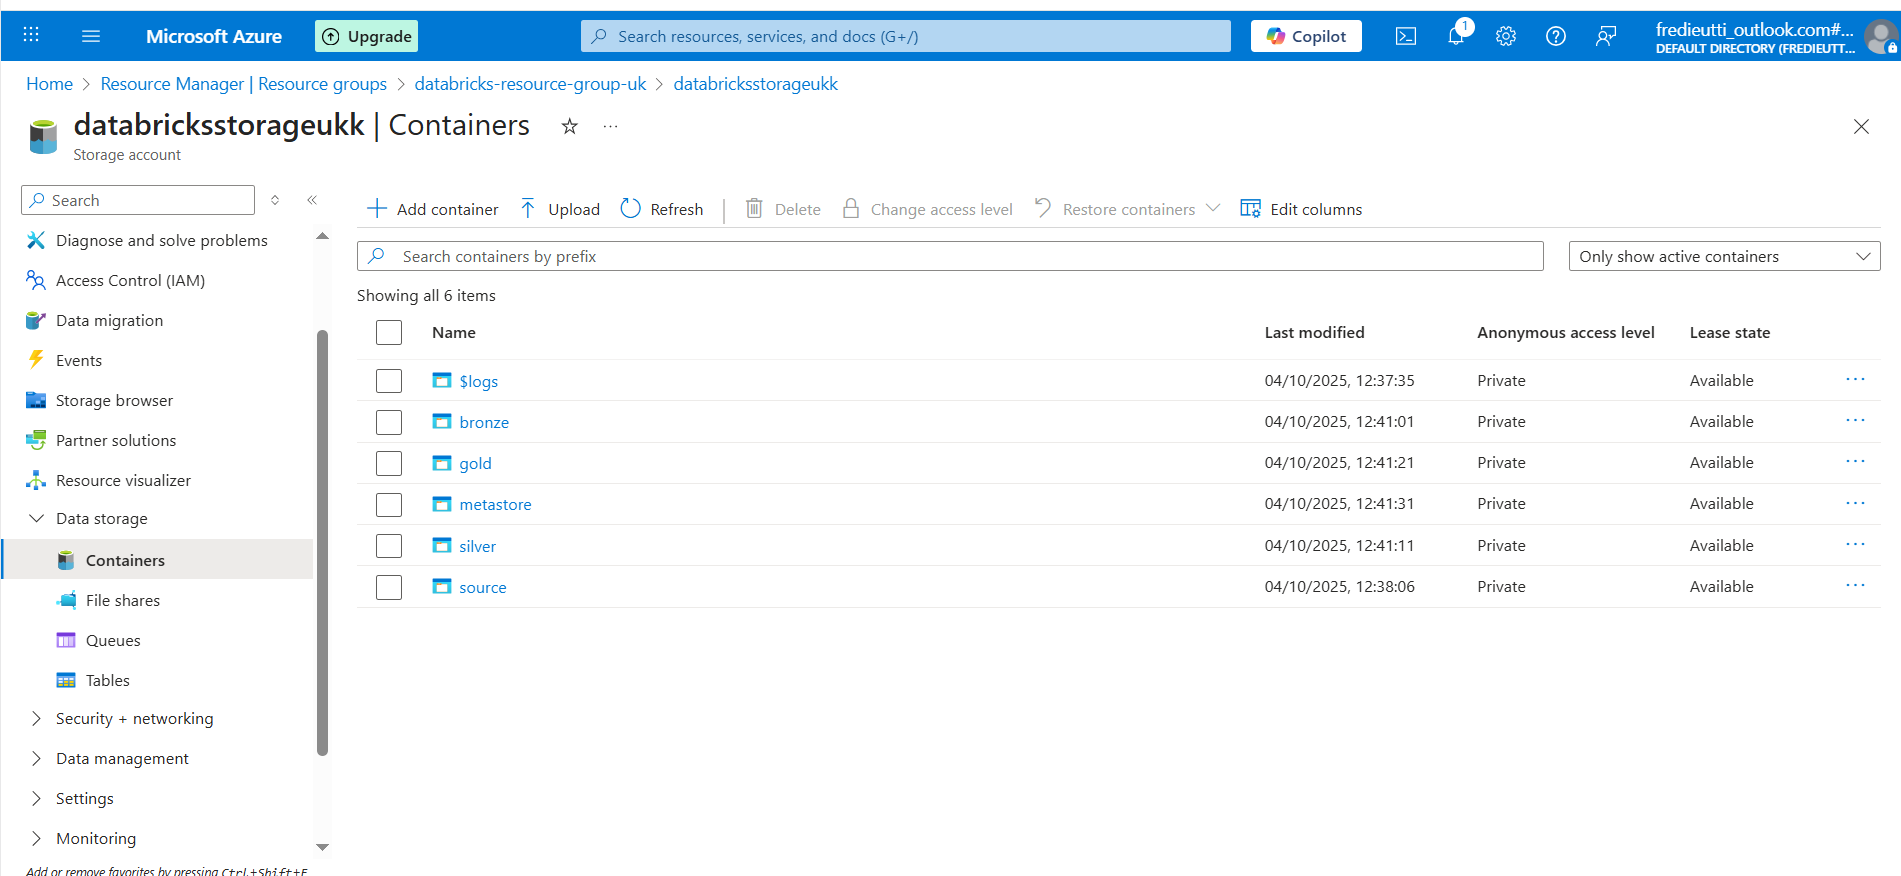 Microsoft Azure
Upgrade
Search resources, services, and docs (G+/)
Copilot
1
fredieutti_outlook.com#...
DEFAULT DIRECTORY (FREDIEUTT...
Home > Resource Manager | Resource groups > databricks-resource-group-uk > databricksstorageukk
databricksstorageukk | Containers
Storage account
Search
Diagnose and solve problems
Access Control (IAM)
Data migration
Events
Storage browser
Partner solutions
Resource visualizer
Data storage
Containers
File shares
Queues
Tables
Security + networking
Data management
Settings
Monitoring
Add or remove favorites by pressing Ctrl+Shift+F
Add container Upload Refresh Delete Change access level Restore containers Edit columns
Search containers by prefix
Only show active containers
Showing all 6 items
Name Last modified Anonymous access level Lease state
$logs 04/10/2025, 12:37:35 Private Available
bronze 04/10/2025, 12:41:01 Private Available
gold 04/10/2025, 12:41:21 Private Available
metastore 04/10/2025, 12:41:31 Private Available
silver 04/10/2025, 12:41:11 Private Available
source 04/10/2025, 12:38:06 Private Available